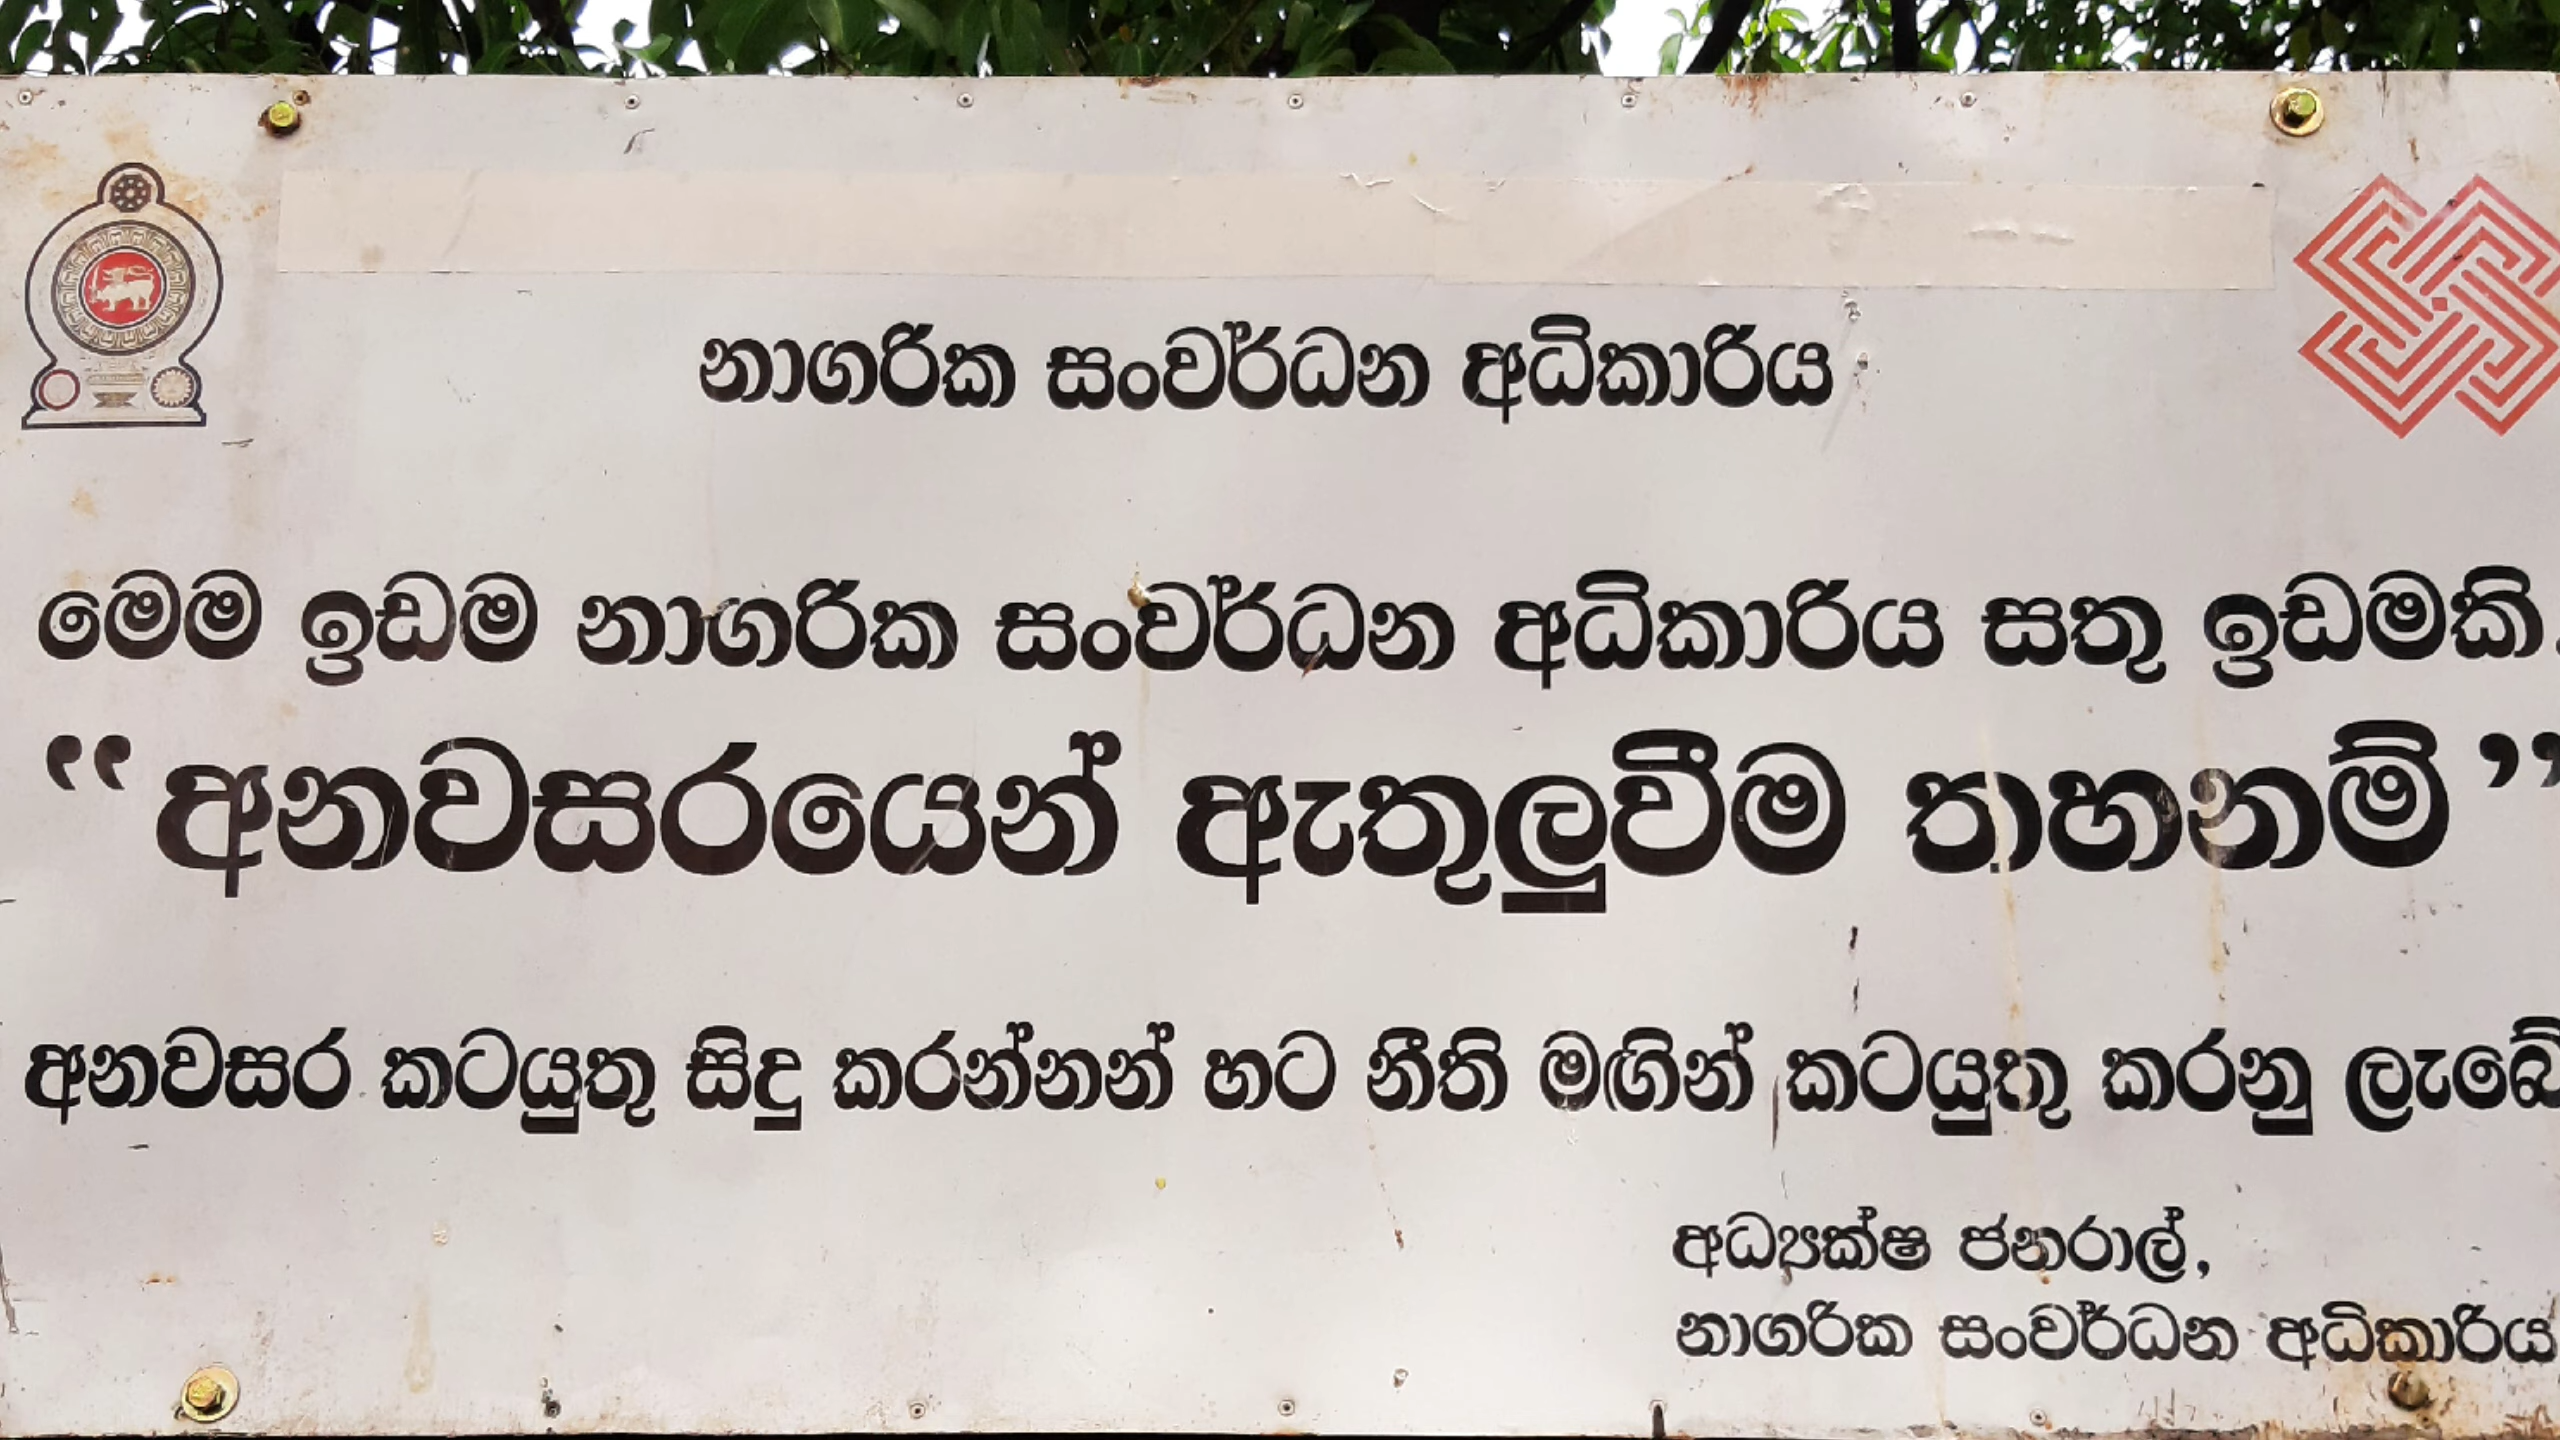 නාගරික සංවර්ධන අධිකාරිය
මෙම ඉඩම නාගරික සංවර්ධන අධිකාරිය සතු ඉඩමකි.
“අනවසරයෙන් ඇතුලුවීම තහනම්”
අනවසර කටයුතු සිදු කරන්නන් හට නීති මඟින් කටයුතු කරනු ලැබේ
අධ්‍යක්ෂ ජනරාල්,
නාගරික සංවර්ධන අධිකාරිය